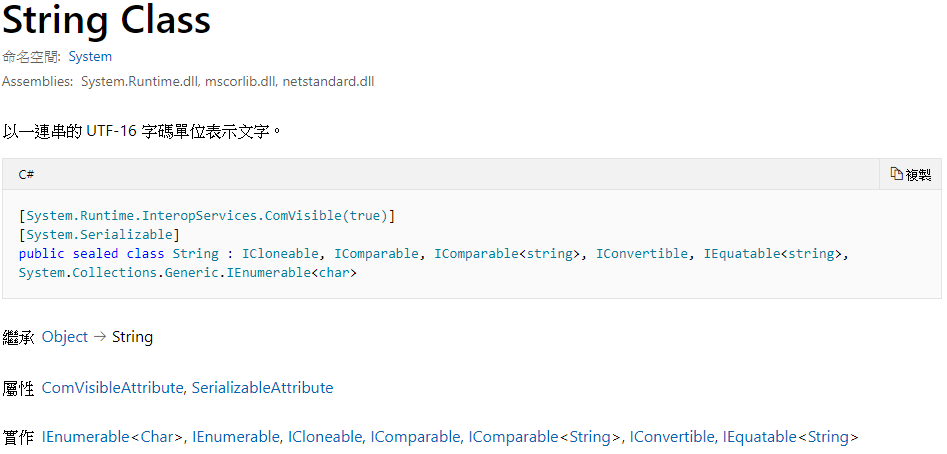 String Class
命名空間: System
Assemblies: System.Runtime.dll, mscorlib.dll, netstandard.dll
以一連串的 UTF-16 字碼單位表示文字。
C# 複製
[System.Runtime.InteropServices.ComVisible(true)]
[System.Serializable]
public sealed class String : ICloneable, IComparable, IComparable<string>, IConvertible, IEquatable<string>,
System.Collections.Generic.IEnumerable<char>
繼承 Object → String
屬性 ComVisibleAttribute, SerializableAttribute
實作 IEnumerable<Char>, IEnumerable, ICloneable, IComparable, IComparable<String>, IConvertible, IEquatable<String>